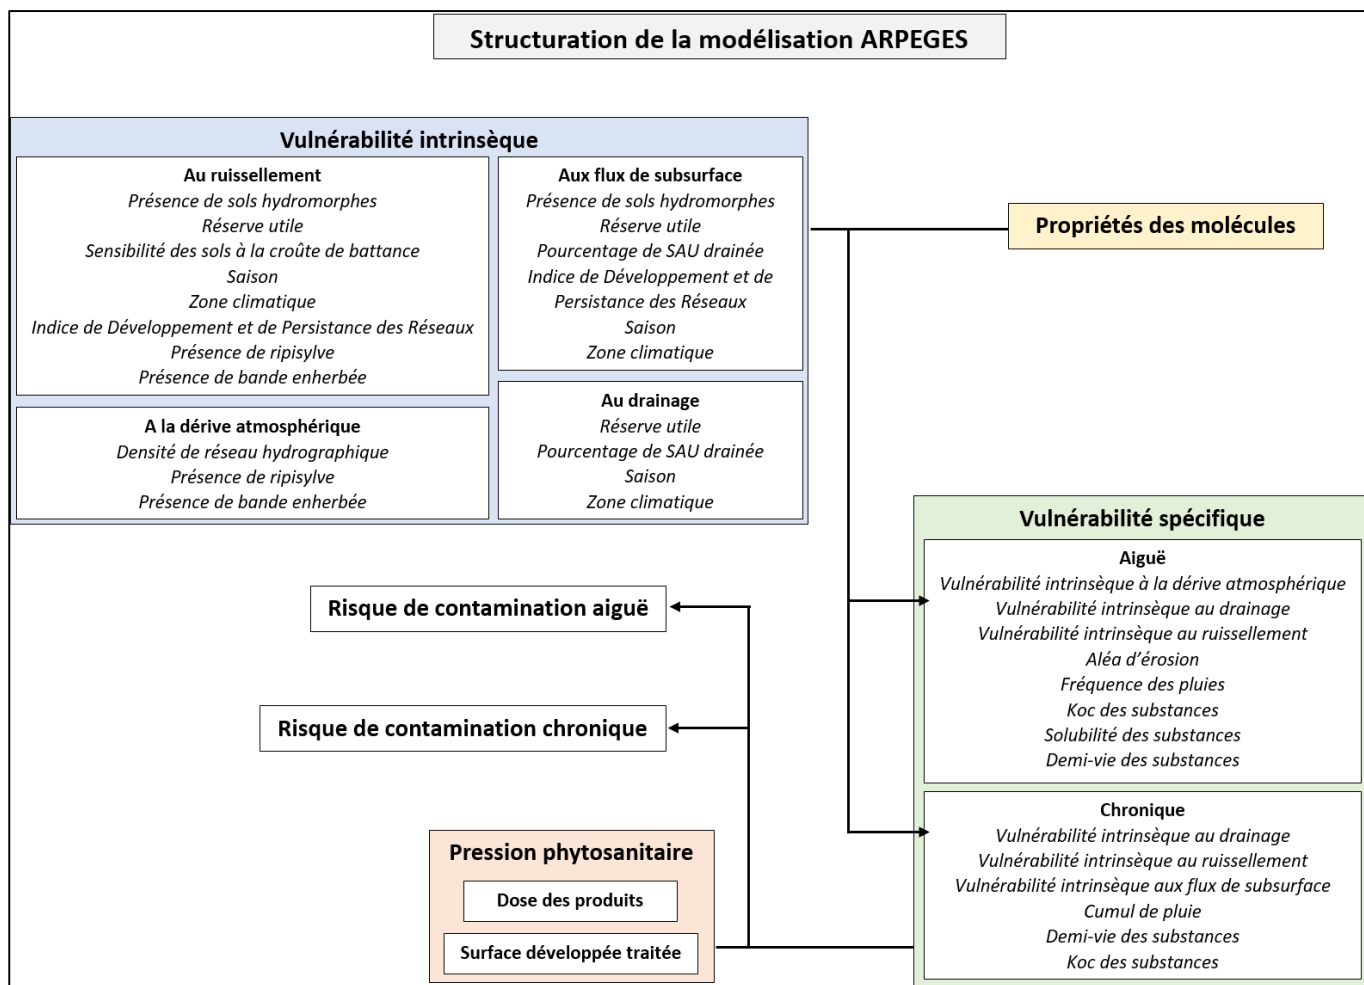 Structuration de la modélisation ARPEGES
Vulnérabilité intrinsèque
Au ruissellement
Présence de sols hydromorphes
Réserve utile
Sensibilité des sols à la croûte de battance
Saison
Zone climatique
Indice de Développement et de Persistance des Réseaux
Présence de ripisylve
Présence de bande enherbée
Aux flux de subsurface
Présence de sols hydromorphes
Réserve utile
Pourcentage de SAU drainée
Indice de Développement et de
Persistance des Réseaux
Saison
Zone climatique
A la dérive atmosphérique
Densité de réseau hydrographique
Présence de ripisylve
Présence de bande enherbée
Au drainage
Réserve utile
Pourcentage de SAU drainée
Saison
Zone climatique
Propriétés des molécules
Vulnérabilité spécifique
Aiguë
Vulnérabilité intrinsèque à la dérive atmosphérique
Vulnérabilité intrinsèque au drainage
Vulnérabilité intrinsèque au ruissellement
Aléa d’érosion
Fréquence des pluies
Koc des substances
Solubilité des substances
Demi-vie des substances
Chronique
Vulnérabilité intrinsèque au drainage
Vulnérabilité intrinsèque au ruissellement
Vulnérabilité intrinsèque aux flux de subsurface
Cumul de pluie
Demi-vie des substances
Koc des substances
Risque de contamination aiguë
Risque de contamination chronique
Pression phytosanitaire
Dose des produits
Surface développée traitée